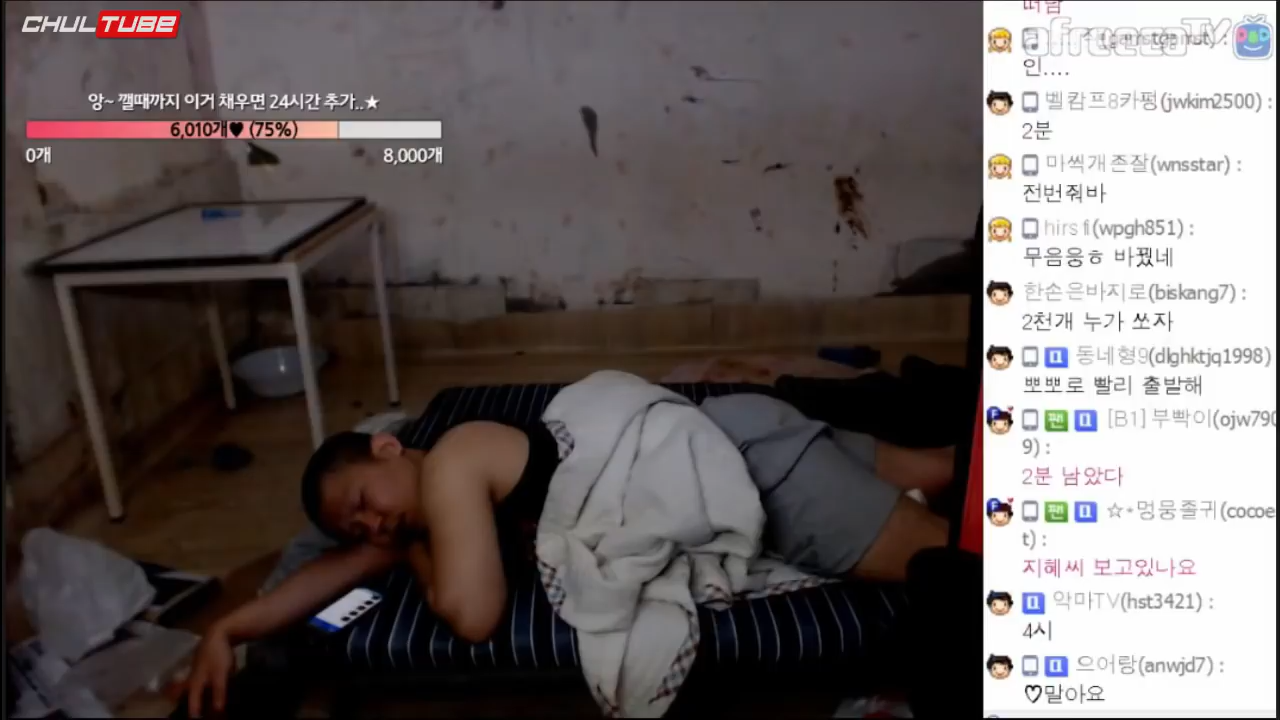 CHULTUBE
앙~ 깰때까지 이거 채우면 24시간 추가..★
6,010개♥ (75%)
0개
8,000개
떠남
afreecaTV
인....
벨캄프8카펑(jwkim2500) :
2분
마씩개존잘(wnsstar) :
전번줘바
hirs fi(wpgh851) :
무음응ㅎ 바꿨네
한손은바지로(biskang7) :
2천개 누가 쏘자
동네형9(dlghktjq1998)
뽀뽀로 빨리 출발해
팬 [B1] 부빡이(ojw790
9) :
2분 남았다
팬 ☆*멍뭉졸귀(cocoe
t) :
지혜씨 보고있나요
악마TV(hst3421) :
4시
으어랑(anwjd7) :
♡말아요